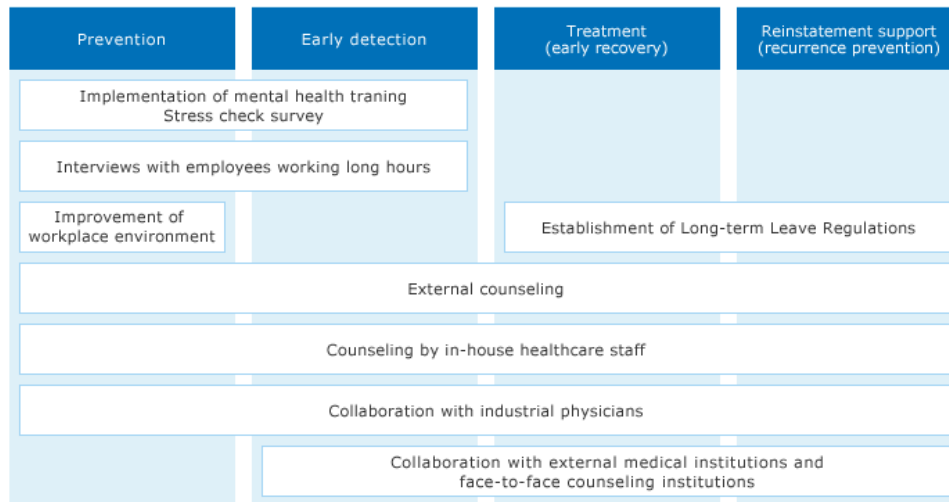 Prevention
Early detection
Treatment
(early recovery)
Reinstatement support
(recurrence prevention)
Implementation of mental health traning
Stress check survey
Interviews with employees working long hours
Improvement of
workplace environment
Establishment of Long-term Leave Regulations
External counseling
Counseling by in-house healthcare staff
Collaboration with industrial physicians
Collaboration with external medical institutions and
face-to-face counseling institutions